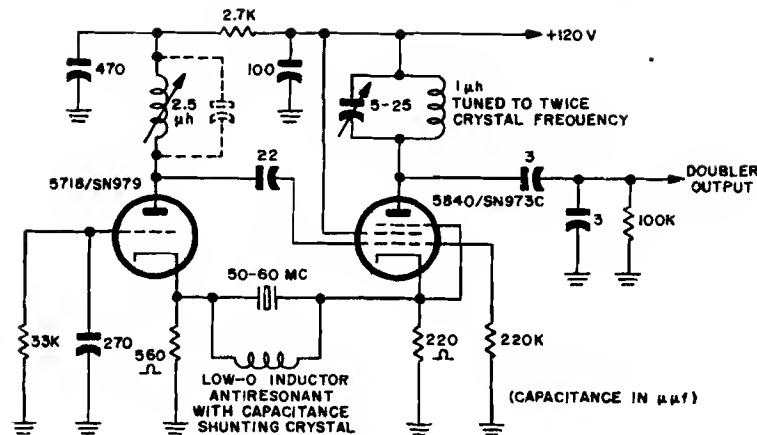 2.7K
+120 V
470
100
2.5
μh
5-25
1 μh
TUNED TO TWICE
CRYSTAL FREQUENCY
22
3
DOUBLER
OUTPUT
5718/SN979
5840/SN973C
3
100K
50-60 MC
33K
270
560
Ω
220
Ω
220K
LOW-Q INDUCTOR
ANTIRESONANT
WITH CAPACITANCE
SHUNTING CRYSTAL
(CAPACITANCE IN μμf)